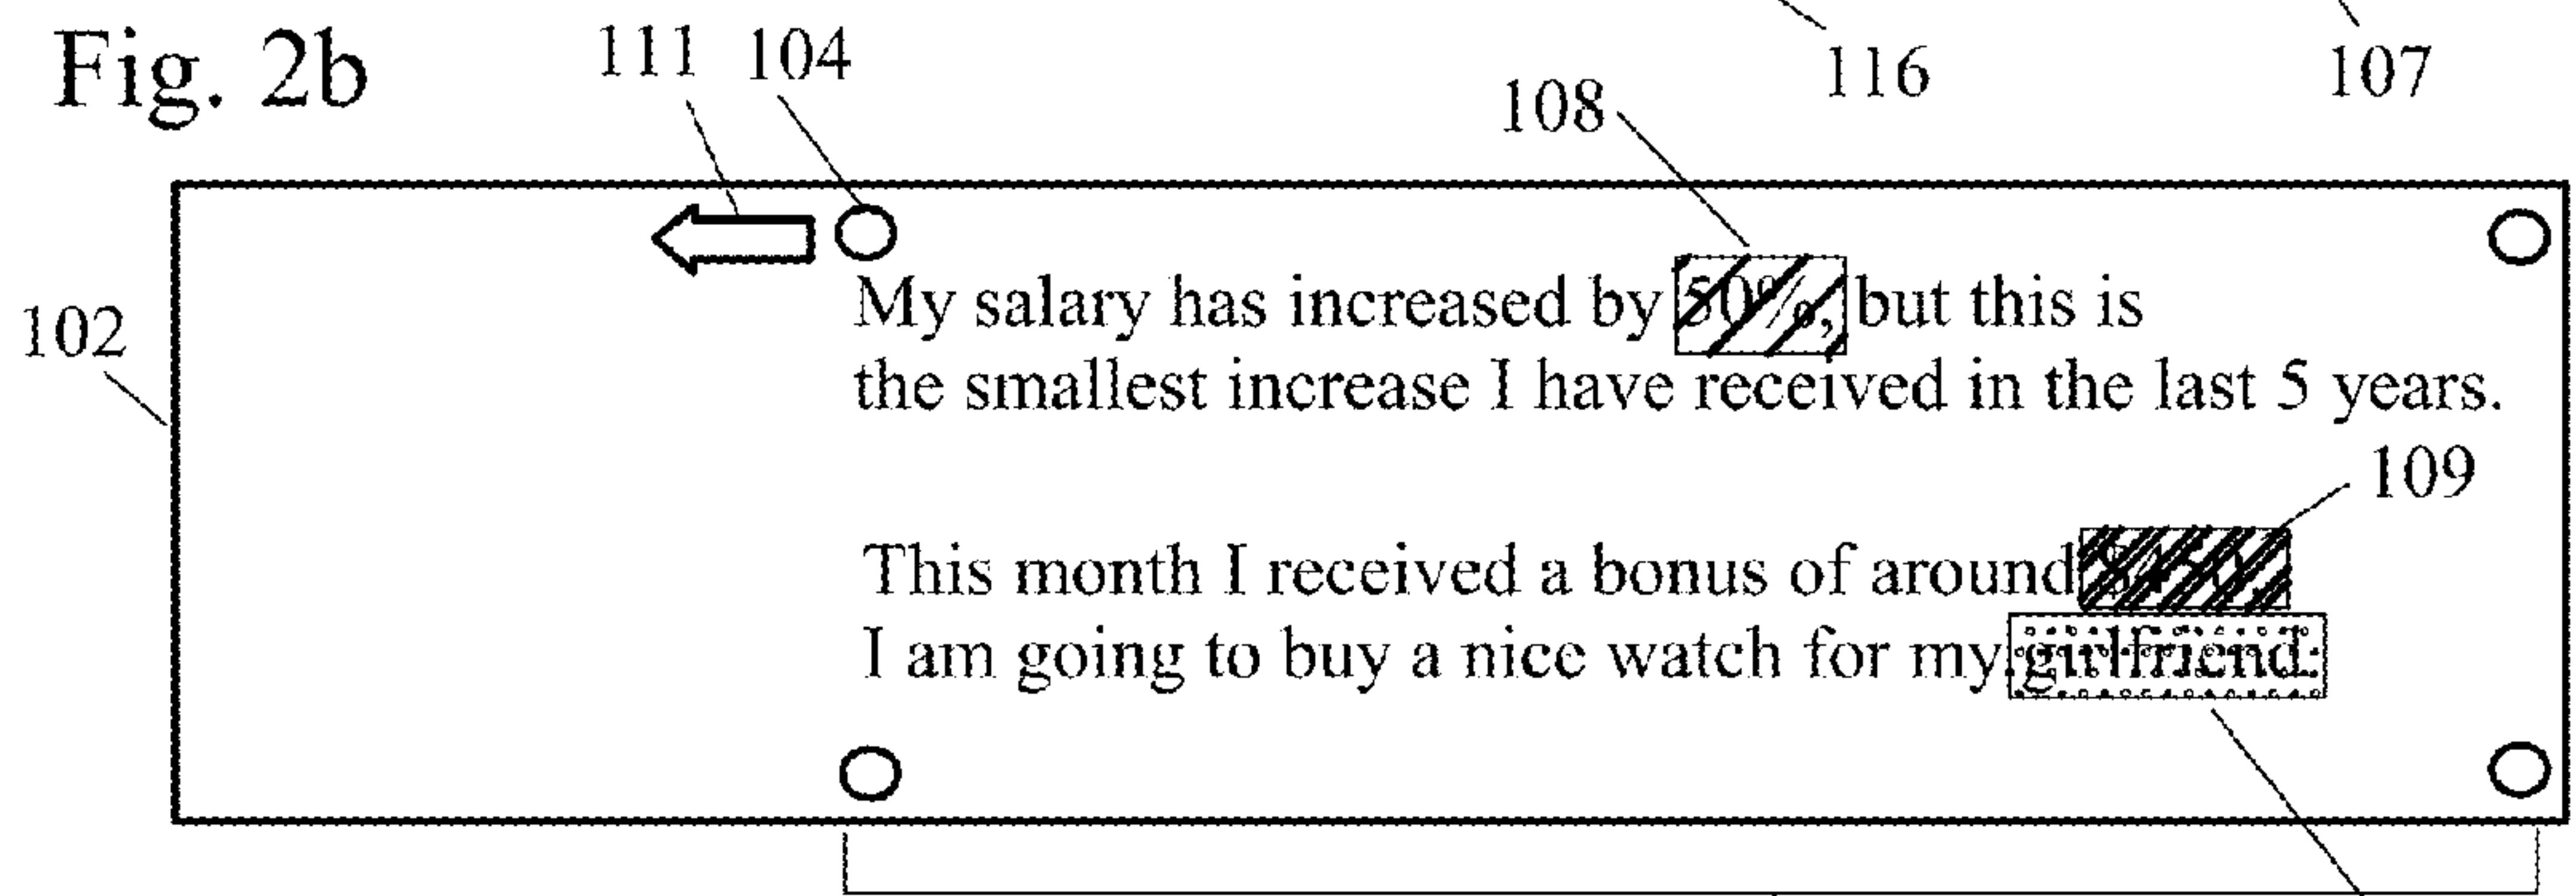 Fig. 2b
111 104
116
107
108
102
My salary has increased by 50%, but this is
the smallest increase I have received in the last 5 years.
109
This month I received a bonus of around
I am going to buy a nice watch for my girlfriend.